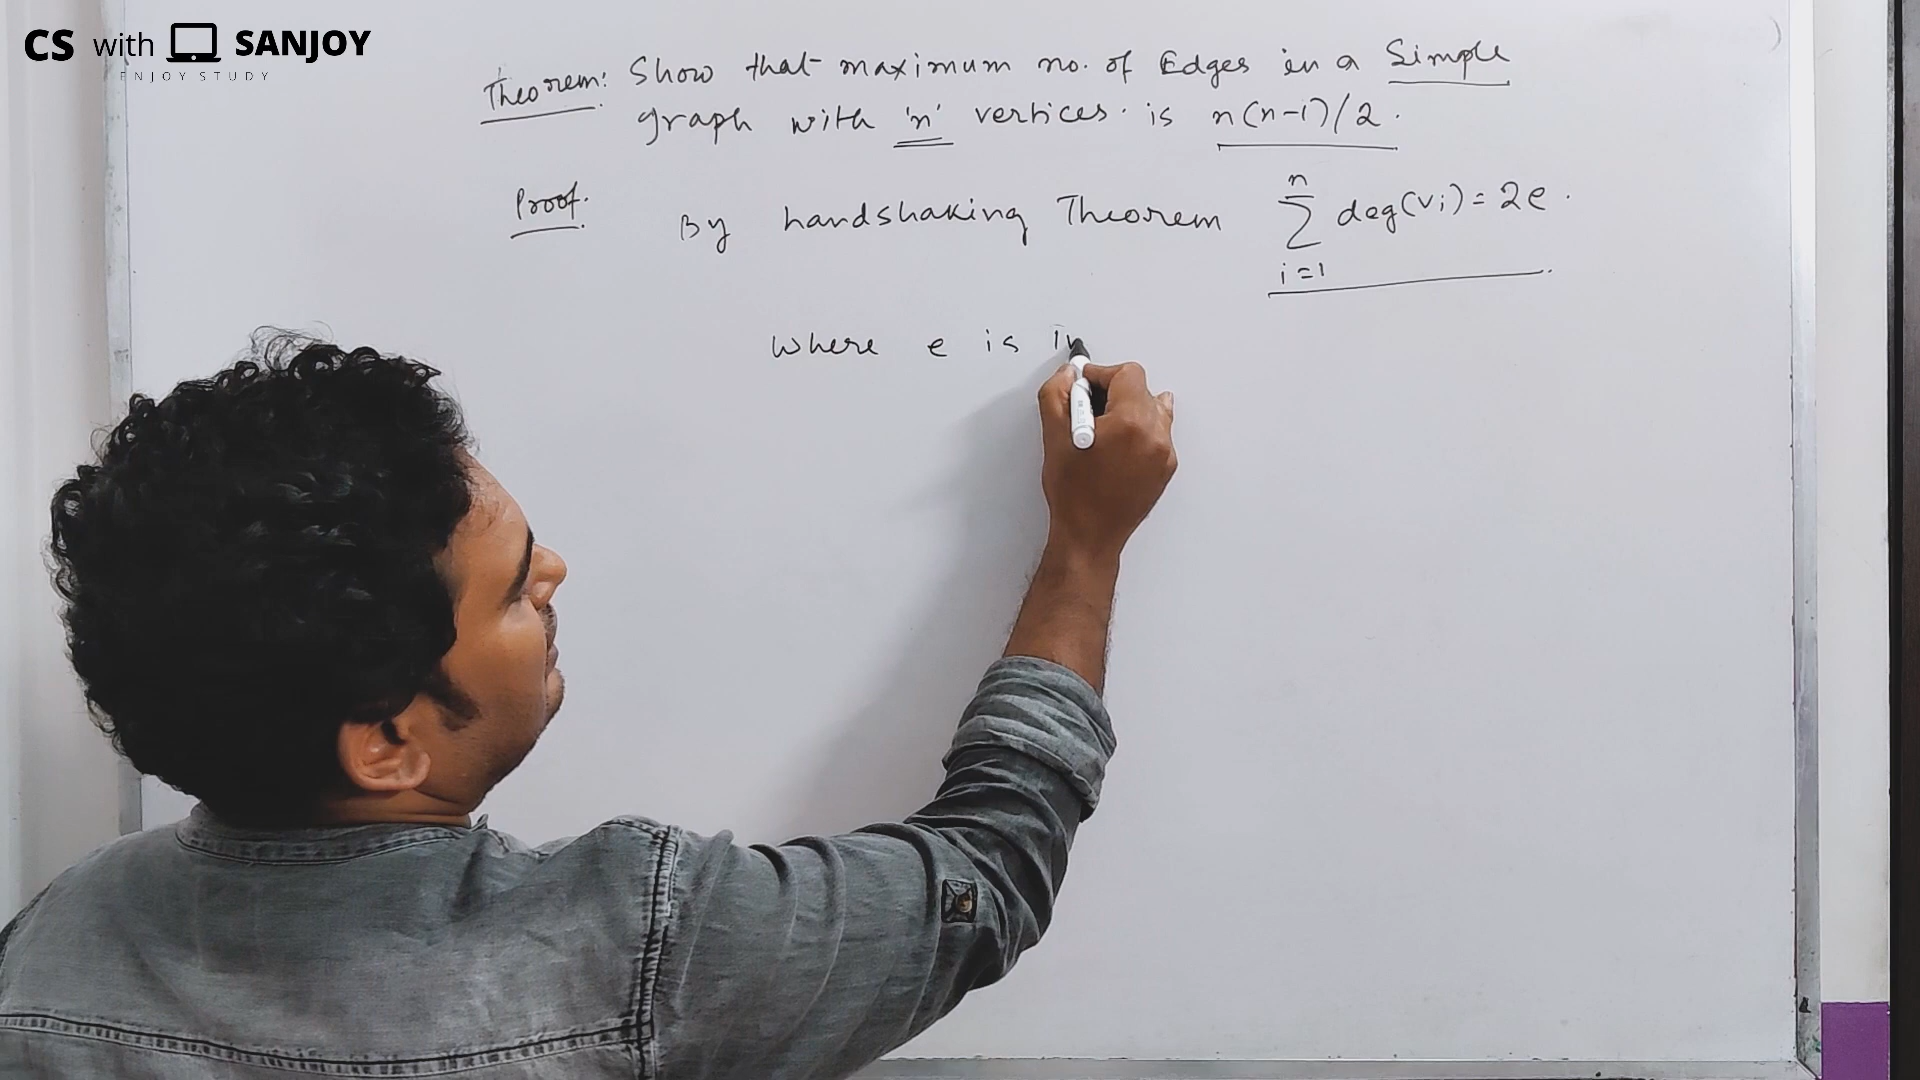 CS with SANJOY
ENJOY STUDY
Theorem: Show that maximum no. of Edges in a Simple
graph with 'n' vertices. is n(n-1)/2.
Proof. By handshaking Theorem n∑i=1 deg(vi) = 2e.
Where e is